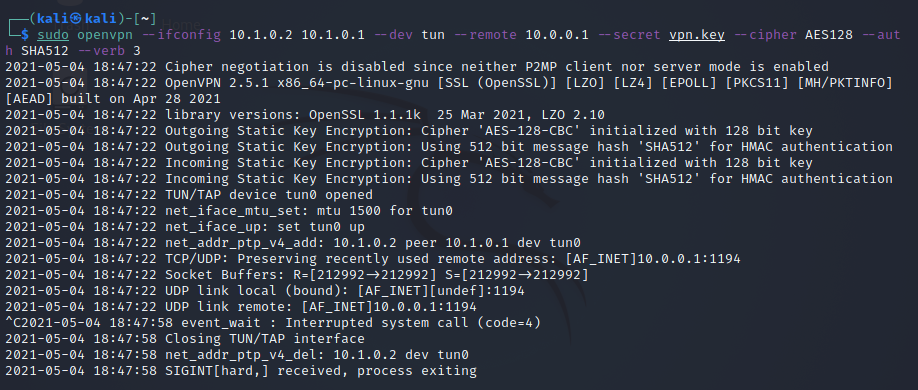 ┌──(kali㉿kali)-[~]
└─$ sudo openvpn --ifconfig 10.1.0.2 10.1.0.1 --dev tun --remote 10.0.0.1 --secret vpn.key --cipher AES128 --aut
h SHA512 --verb 3
2021-05-04 18:47:22 Cipher negotiation is disabled since neither P2MP client nor server mode is enabled
2021-05-04 18:47:22 OpenVPN 2.5.1 x86_64-pc-linux-gnu [SSL (OpenSSL)] [LZO] [LZ4] [EPOLL] [PKCS11] [MH/PKTINFO]
[AEAD] built on Apr 28 2021
2021-05-04 18:47:22 library versions: OpenSSL 1.1.1k  25 Mar 2021, LZO 2.10
2021-05-04 18:47:22 Outgoing Static Key Encryption: Cipher 'AES-128-CBC' initialized with 128 bit key
2021-05-04 18:47:22 Outgoing Static Key Encryption: Using 512 bit message hash 'SHA512' for HMAC authentication
2021-05-04 18:47:22 Incoming Static Key Encryption: Cipher 'AES-128-CBC' initialized with 128 bit key
2021-05-04 18:47:22 Incoming Static Key Encryption: Using 512 bit message hash 'SHA512' for HMAC authentication
2021-05-04 18:47:22 TUN/TAP device tun0 opened
2021-05-04 18:47:22 net_iface_mtu_set: mtu 1500 for tun0
2021-05-04 18:47:22 net_iface_up: set tun0 up
2021-05-04 18:47:22 net_addr_ptp_v4_add: 10.1.0.2 peer 10.1.0.1 dev tun0
2021-05-04 18:47:22 TCP/UDP: Preserving recently used remote address: [AF_INET]10.0.0.1:1194
2021-05-04 18:47:22 Socket Buffers: R=[212992->212992] S=[212992->212992]
2021-05-04 18:47:22 UDP link local (bound): [AF_INET][undef]:1194
2021-05-04 18:47:22 UDP link remote: [AF_INET]10.0.0.1:1194
^C2021-05-04 18:47:58 event_wait : Interrupted system call (code=4)
2021-05-04 18:47:58 Closing TUN/TAP interface
2021-05-04 18:47:58 net_addr_ptp_v4_del: 10.1.0.2 dev tun0
2021-05-04 18:47:58 SIGINT[hard,] received, process exiting